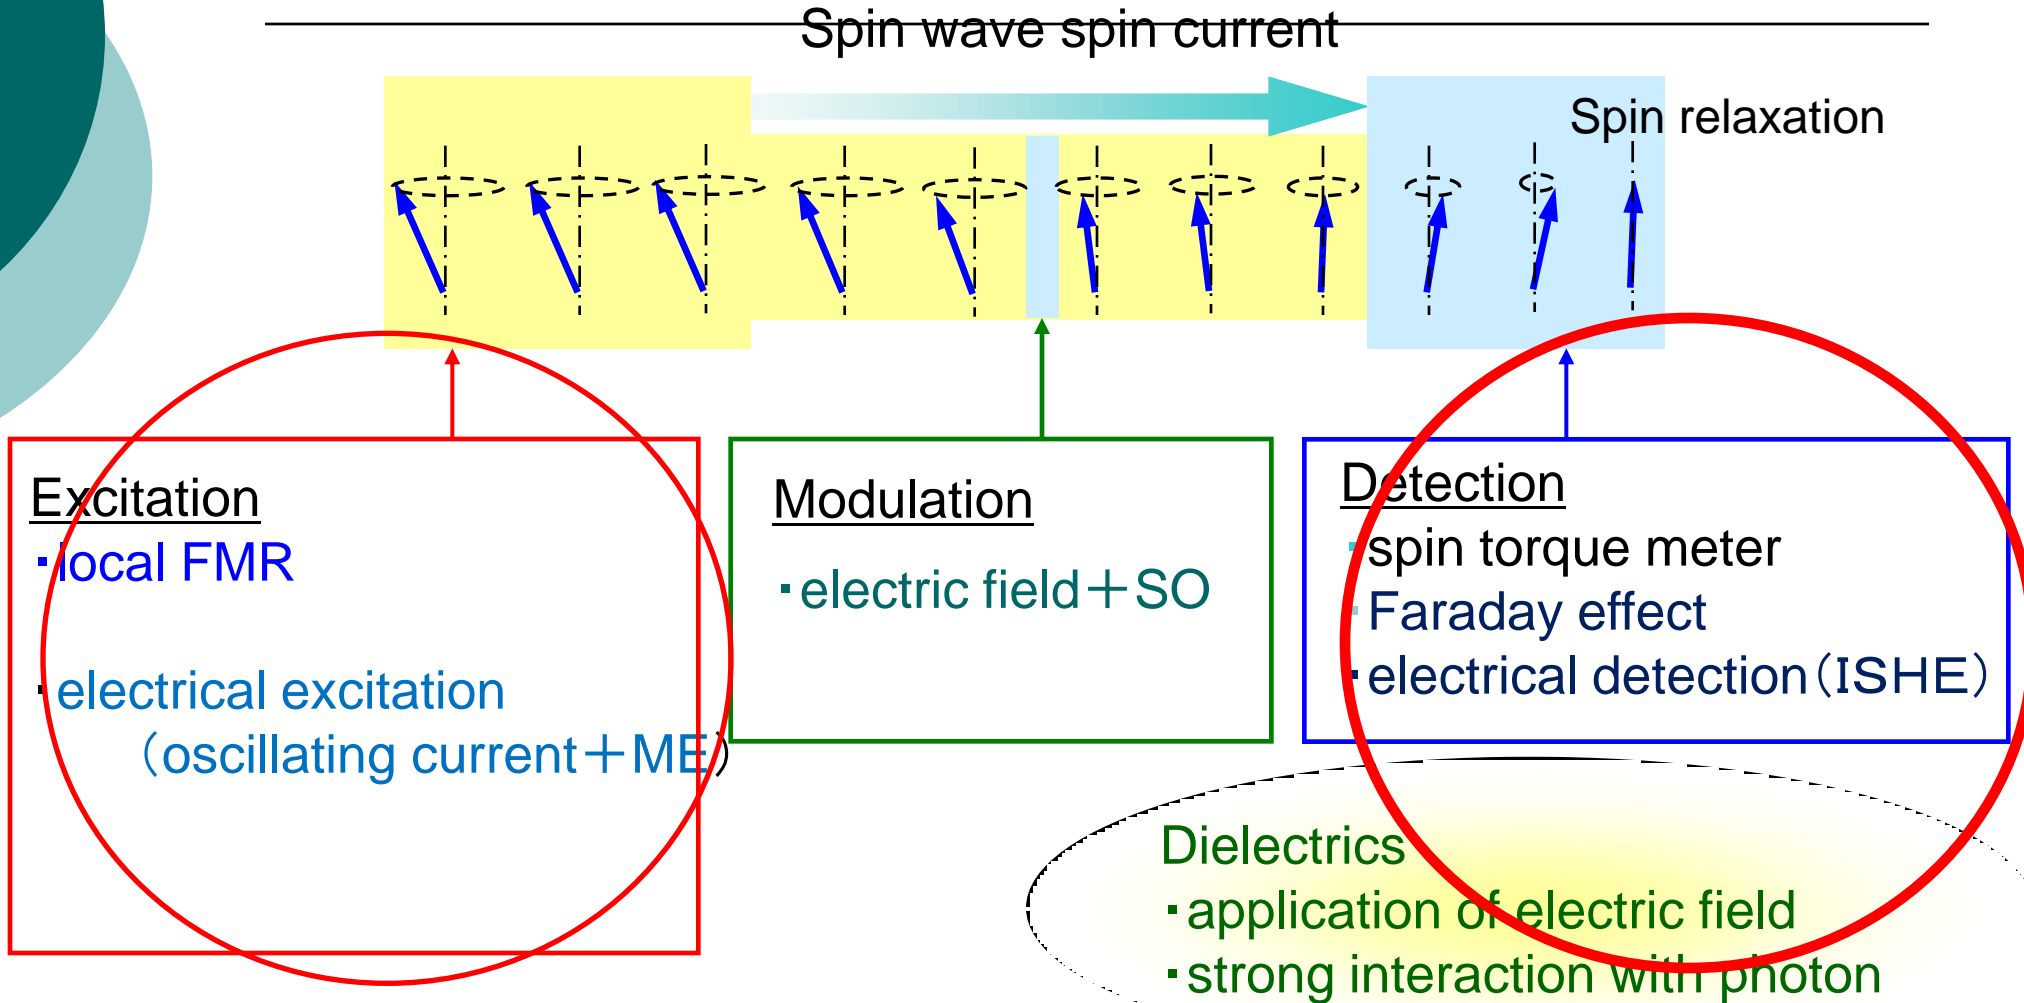 Spin wave spin current
Spin relaxation
Excitation
・local FMR
・electrical excitation
（oscillating current＋ME）
Modulation
・electric field＋SO
Detection
・spin torque meter
・Faraday effect
・electrical detection（ISHE）
Dielectrics
・application of electric field
・strong interaction with photon